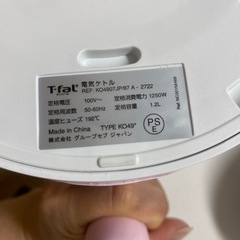 T-fal 電気ケトル
REF: KO4907JP/87 A - 2722
定格電圧 100V~ 定格消費電力 1250W
定格周波数 50-60Hz 定格容量 1.2L
温度ヒューズ 192℃
Made in China TYPE KO49*
株式会社 グループセブ ジャパン
PS
E